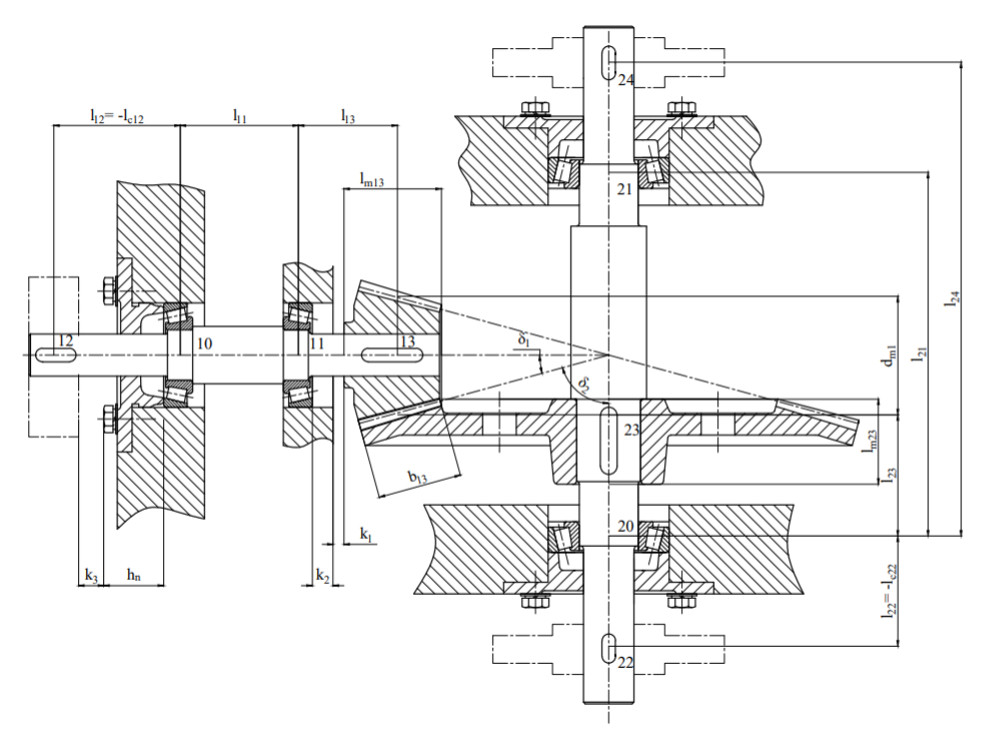 24
l12= -lc12
l11
l13
lm13
21
l24
12
10
11
13
δ1
δ2
dm1
l21
23
lm23
l23
b13
20
k1
k3
hn
k2
l22= -lc22
22